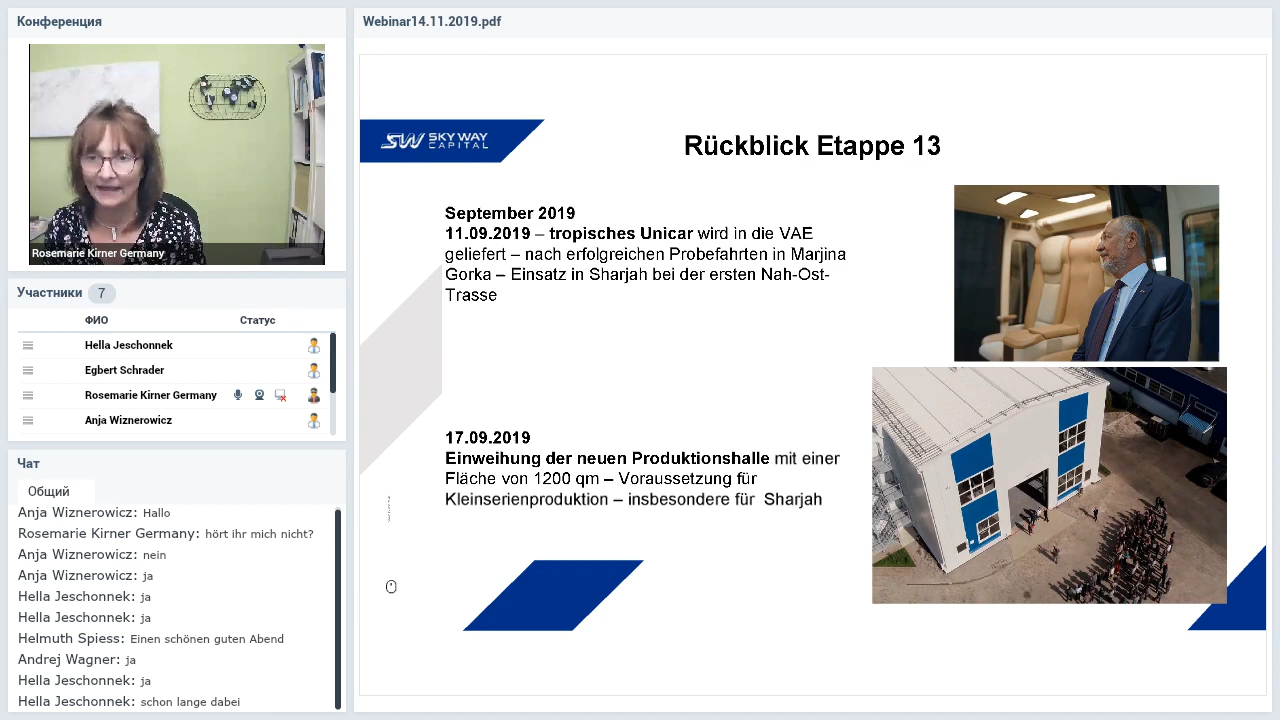 Конференция
Rosemarie Kirner Germany
Участники 7
ФИО Статус
Hella Jeschonnek
Egbert Schrader
Rosemarie Kirner Germany
Anja Wiznerowicz
Чат
Общий
Anja Wiznerowicz: Hallo
Rosemarie Kirner Germany: hört ihr mich nicht?
Anja Wiznerowicz: nein
Anja Wiznerowicz: ja
Hella Jeschonnek: ja
Hella Jeschonnek: ja
Helmuth Spiess: Einen schönen guten Abend
Andrej Wagner: ja
Hella Jeschonnek: ja
Hella Jeschonnek: schon lange dabei
Webinar14.11.2019.pdf
SW SKY WAY
CAPITAL
Rückblick Etappe 13
September 2019
11.09.2019 – tropisches Unicar wird in die VAE
geliefert – nach erfolgreichen Probefahrten in Marjina
Gorka – Einsatz in Sharjah bei der ersten Nah-Ost-
Trasse
17.09.2019
Einweihung der neuen Produktionshalle mit einer
Fläche von 1200 qm – Voraussetzung für
Kleinserienproduktion – insbesondere für Sharjah